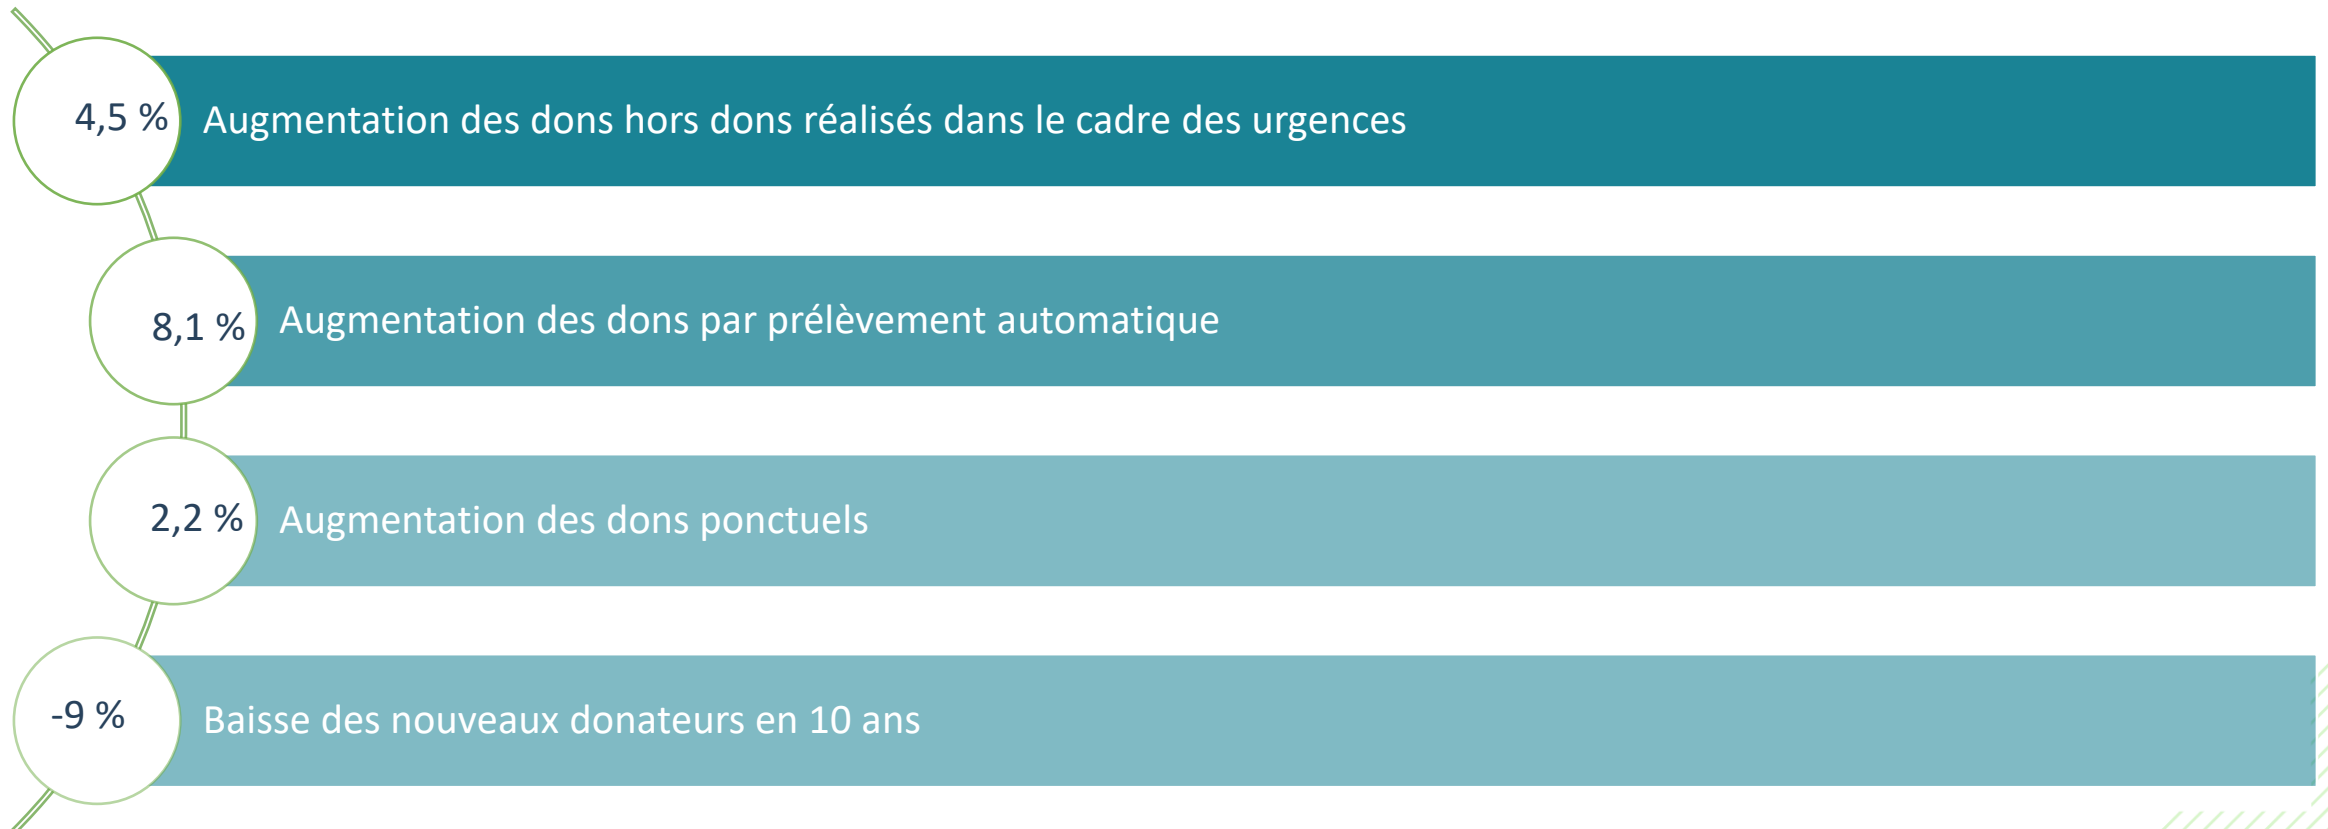 4,5 % Augmentation des dons hors dons réalisés dans le cadre des urgences
8,1 % Augmentation des dons par prélèvement automatique
2,2 % Augmentation des dons ponctuels
-9 % Baisse des nouveaux donateurs en 10 ans